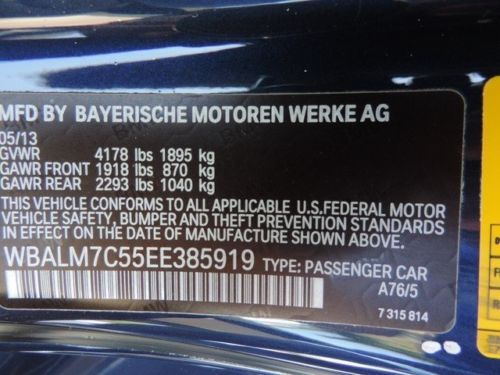 MFD BY BAYERISCHE MOTOREN WERKE AG
05/13
GVWR 4178 lbs 1895 kg
GAWR FRONT 1918 lbs 870 kg
GAWR REAR 2293 lbs 1040 kg
THIS VEHICLE CONFORMS TO ALL APPLICABLE U.S. FEDERAL MOTOR
VEHICLE SAFETY, BUMPER AND THEFT PREVENTION STANDARDS
IN EFFECT ON THE DATE OF MANUFACTURE SHOWN ABOVE.
WBALM7C55EE385919 TYPE: PASSENGER CAR
A76/5
7 315 814